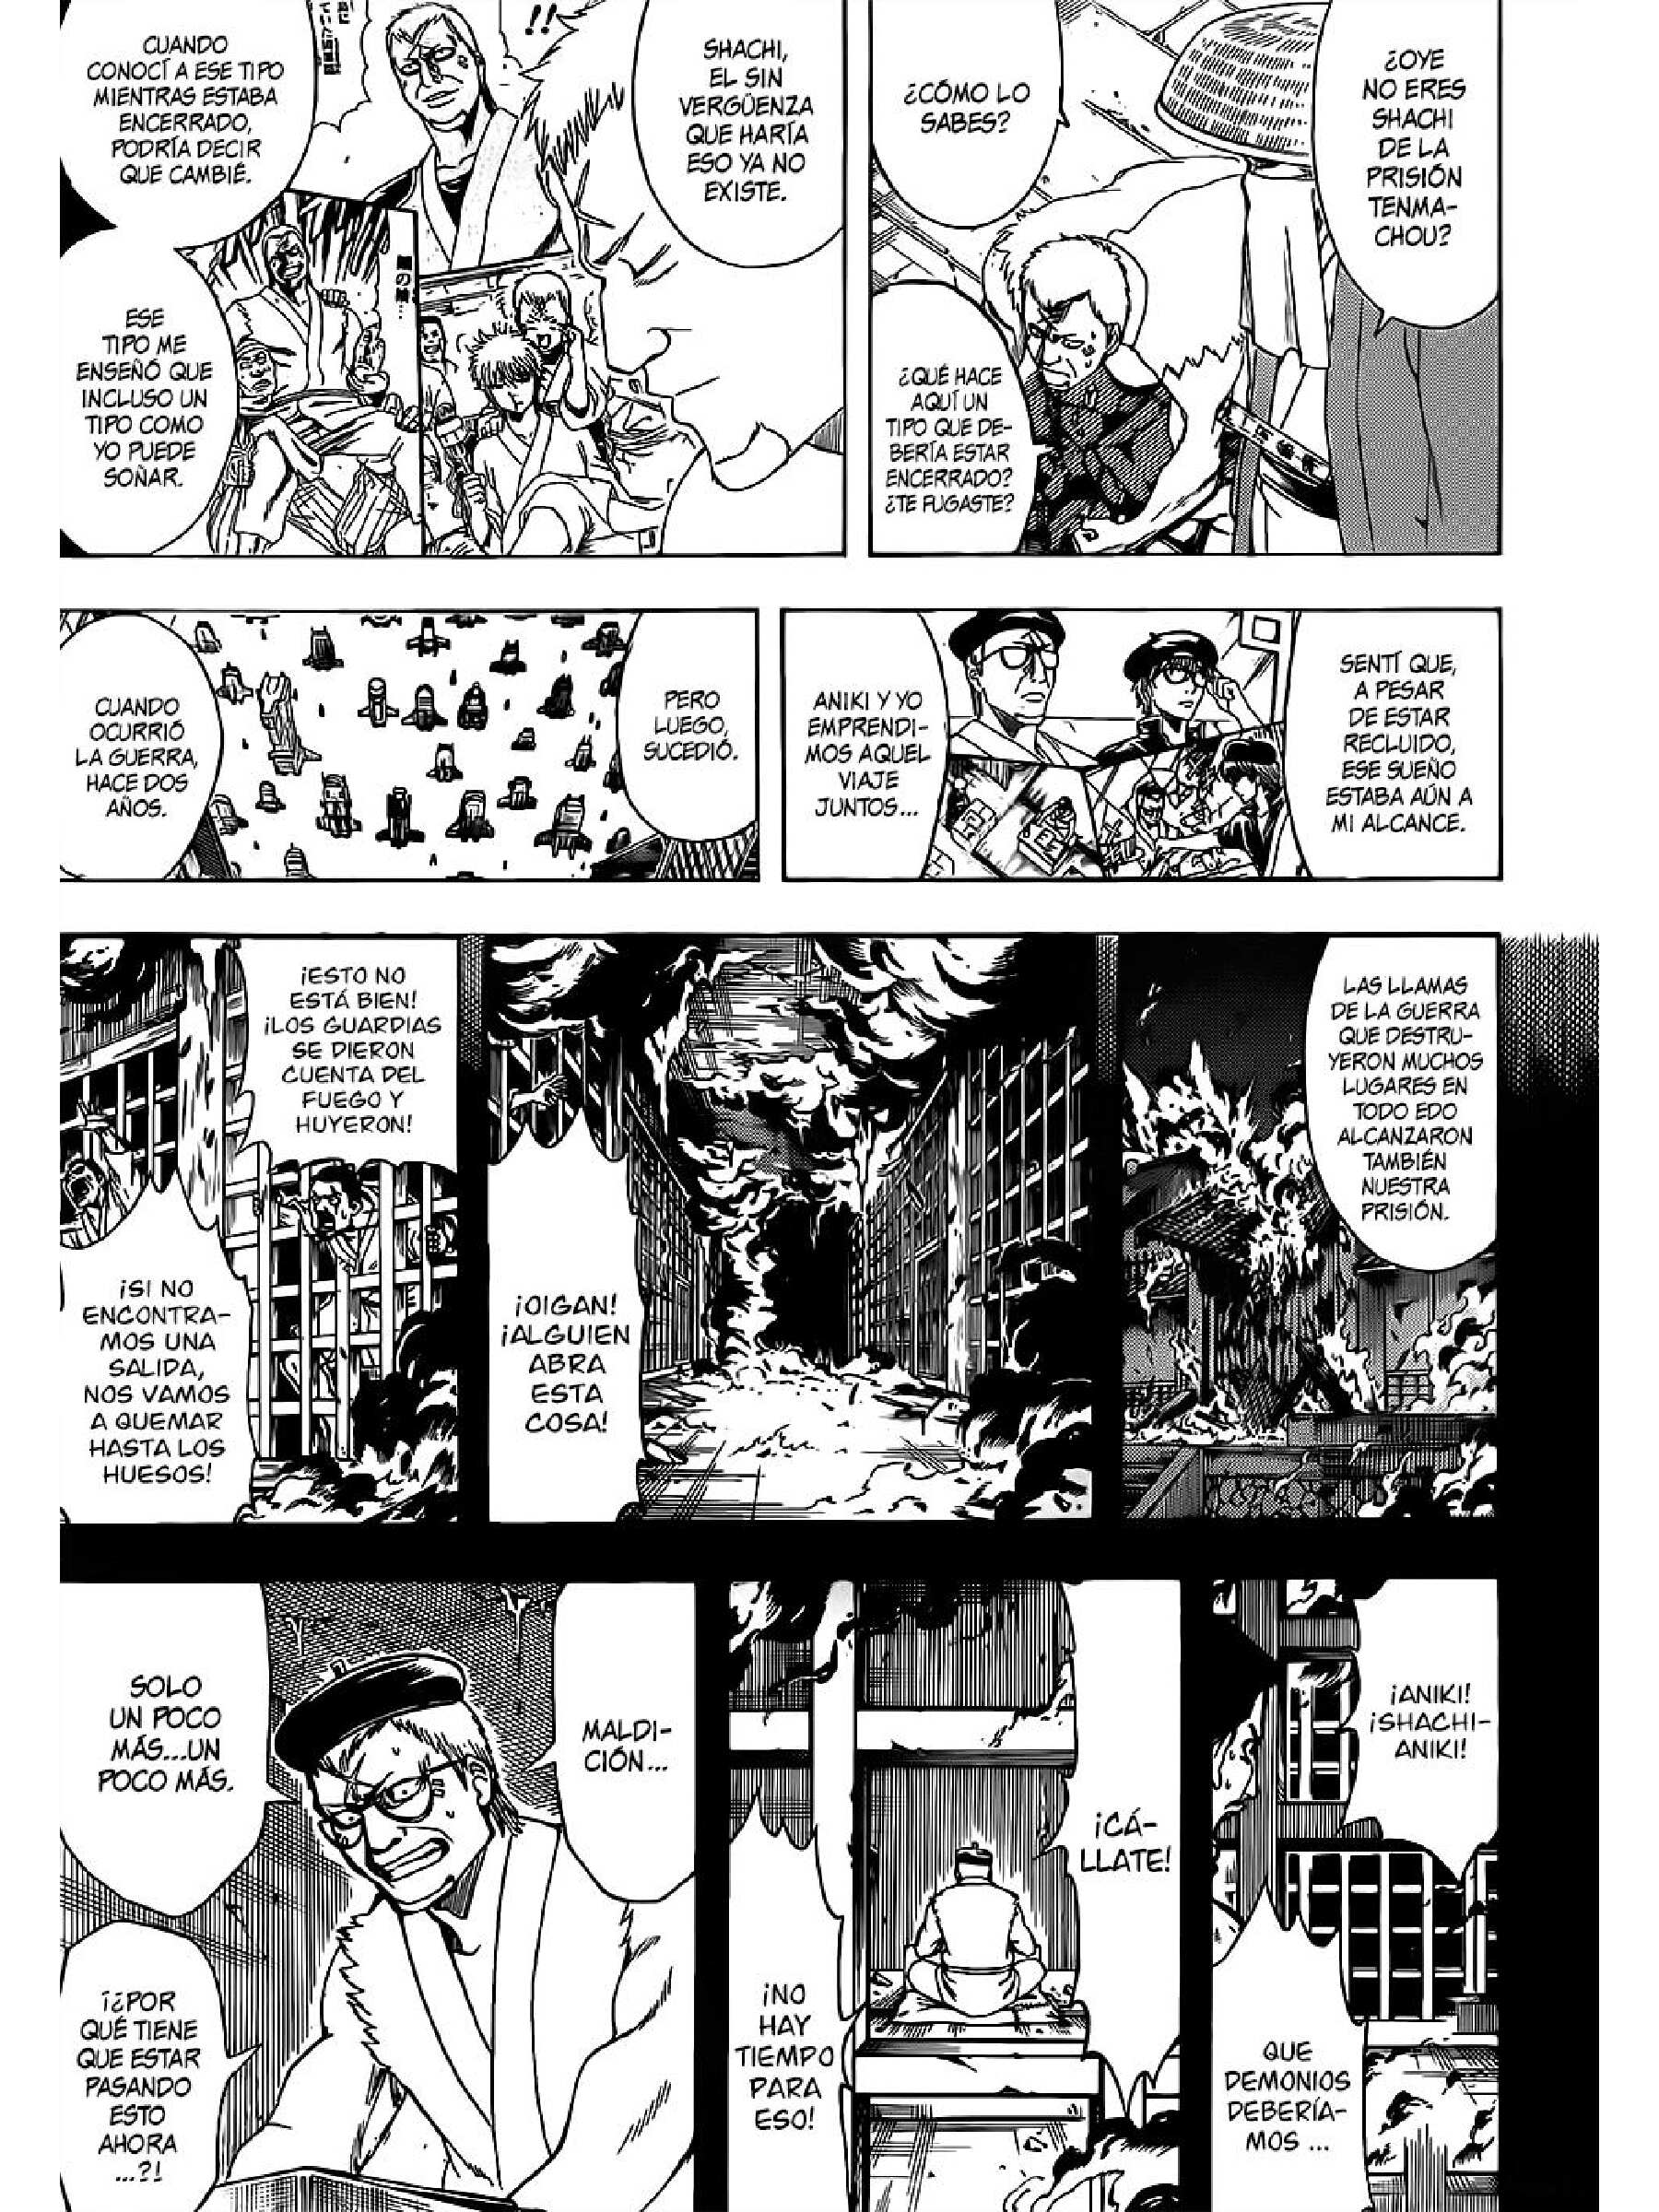 ¿OYE
NO ERES
SHACHI
DE LA
PRISIÓN
TENMA-
CHOU?
¿CÓMO LO
SABES?
¿QUÉ HACE
AQUÍ UN
TIPO QUE DE-
BERÍA ESTAR
ENCERRADO?
¿TE FUGASTE?
!!
SHACHI,
EL SIN
VERGÜENZA
QUE HARÍA
ESO YA NO
EXISTE.
CUANDO
CONOCÍ A ESE TIPO
MIENTRAS ESTABA
ENCERRADO,
PODRÍA DECIR
QUE CAMBIÉ.
ESE
TIPO ME
ENSEÑÓ QUE
INCLUSO UN
TIPO COMO
YO PUEDE
SOÑAR.
SENTÍ QUE,
A PESAR
DE ESTAR
RECLUIDO,
ESE SUEÑO
ESTABA AÚN A
MI ALCANCE.
ANIKI Y YO
EMPRENDI-
MOS AQUEL
VIAJE
JUNTOS...
PERO
LUEGO,
SUCEDIÓ.
CUANDO
OCURRIÓ
LA GUERRA,
HACE DOS
AÑOS.
LAS LLAMAS
DE LA GUERRA
QUE DESTRU-
YERON MUCHOS
LUGARES EN
TODO EDO
ALCANZARON
TAMBIÉN
NUESTRA
PRISIÓN.
¡OIGAN!
¡ALGUIEN
ABRA
ESTA
COSA!
¡ESTO NO
ESTÁ BIEN!
¡LOS GUARDIAS
SE DIERON
CUENTA DEL
FUEGO Y
HUYERON!
¡SI NO
ENCONTRA-
MOS UNA
SALIDA,
NOS VAMOS
A QUEMAR
HASTA LOS
HUESOS!
¡ANIKI!
¡SHACHI-
ANIKI!
QUE
DEMONIOS
DEBERÍA-
MOS ...
¡CÁ-
LLATE!
¡NO
HAY
TIEMPO
PARA
ESO!
MALDI-
CIÓN...
SOLO
UN POCO
MÁS...UN
POCO MÁS.
¡¿POR
QUÉ TIENE
QUE ESTAR
PASANDO
ESTO
AHORA
...?!